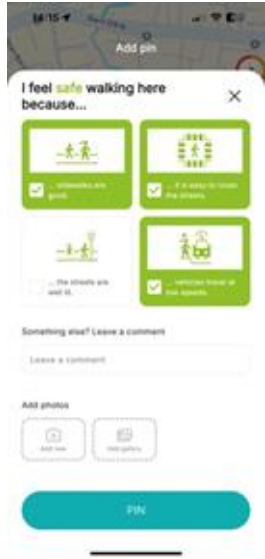 14:15
Add pin
I feel safe walking here
because...
... sidewalks are
good.
... it is easy to cross
the streets.
... the streets are
well lit.
... vehicles travel at
low speeds.
Something else? Leave a comment
Leave a comment
Add photos
Add new
Add gallery
PIN